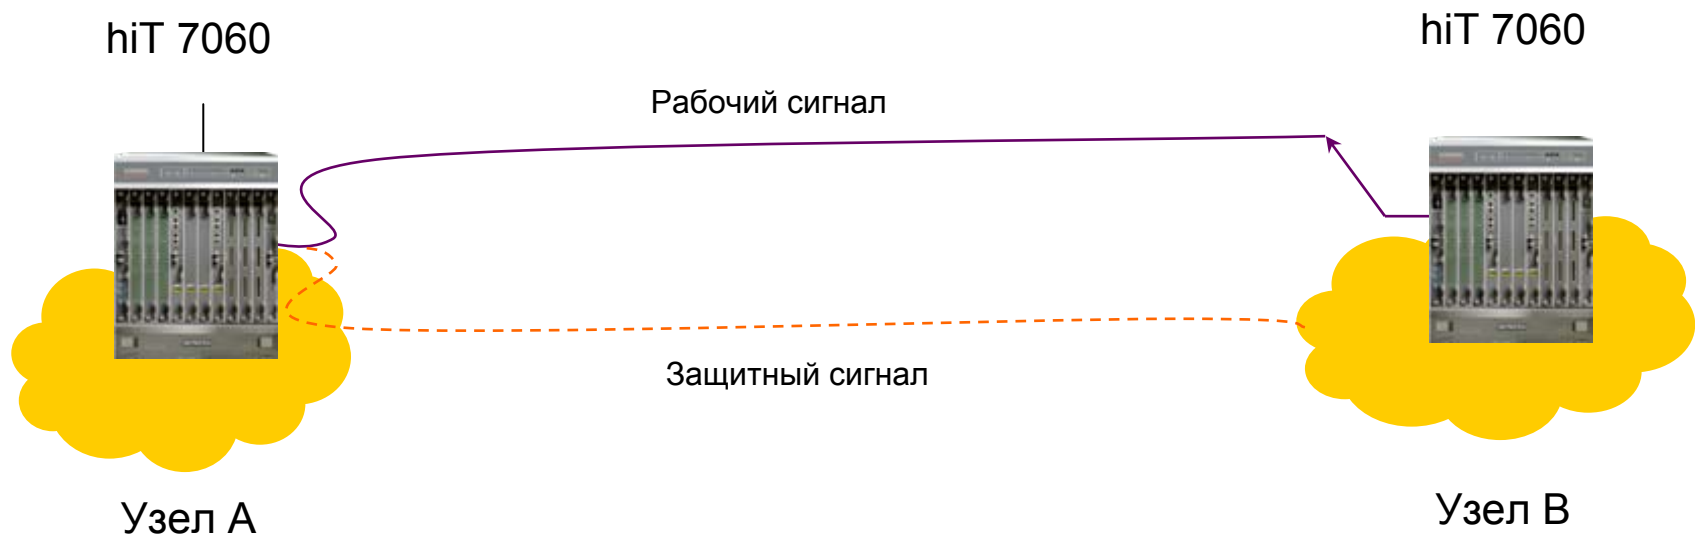 hiT 7060
hiT 7060
Рабочий сигнал
Защитный сигнал
Узел А
Узел В